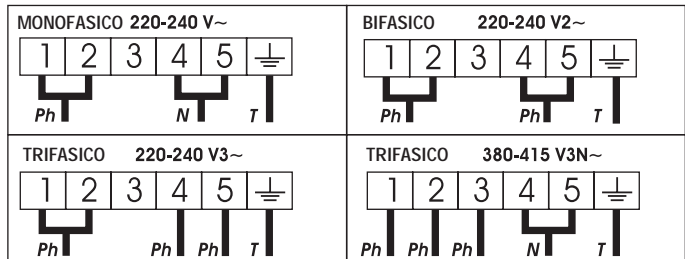 MONOFASICO 220-240 V~
1 2 3 4 5
Ph N T
BIFASICO 220-240 V2~
1 2 3 4 5
Ph Ph T
TRIFASICO 220-240 V3~
1 2 3 4 5
Ph Ph Ph T
TRIFASICO 380-415 V3N~
1 2 3 4 5
Ph Ph Ph N T